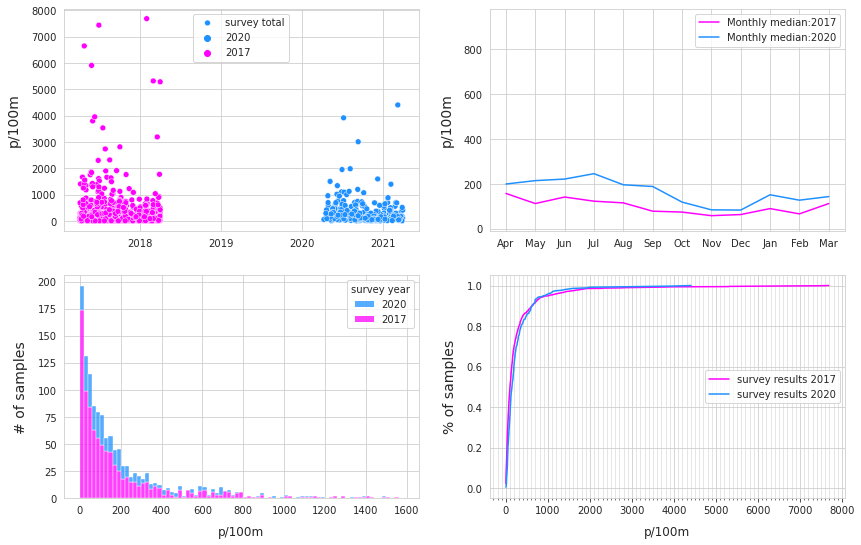 8000
7000
6000
5000
4000
3000
2000
1000
0
p/100m
survey total
2020
2017
2018
2019
2020
2021
800
600
400
200
0
p/100m
Monthly median:2017
Monthly median:2020
Apr May Jun Jul Aug Sep Oct Nov Dec Jan Feb Mar
200
175
150
125
100
75
50
25
0
# of samples
survey year
2020
2017
0 200 400 600 800 1000 1200 1400 1600
p/100m
1.0
0.8
0.6
0.4
0.2
0.0
% of samples
survey results 2017
survey results 2020
0 1000 2000 3000 4000 5000 6000 7000 8000
p/100m